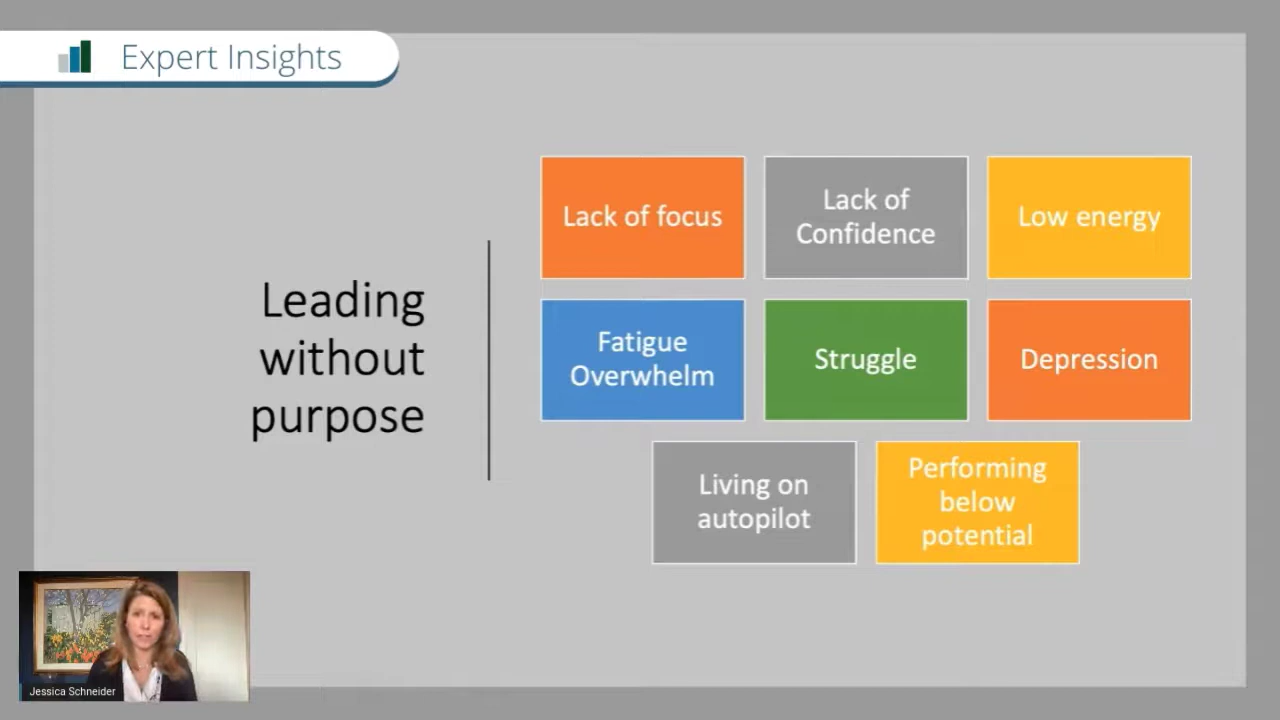 Expert Insights
Leading
without
purpose
Lack of focus
Lack of
Confidence
Low energy
Fatigue
Overwhelm
Struggle
Depression
Living on
autopilot
Performing
below
potential
Jessica Schneider